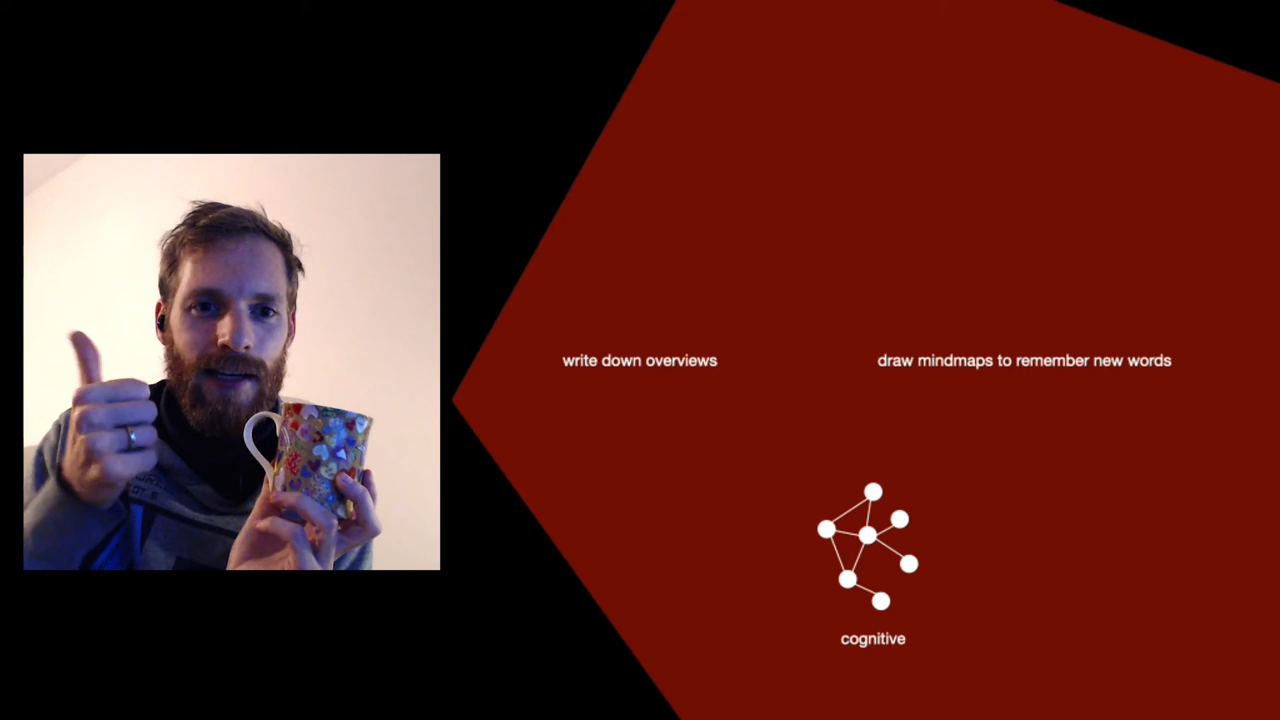 write down overviews
draw mindmaps to remember new words
cognitive